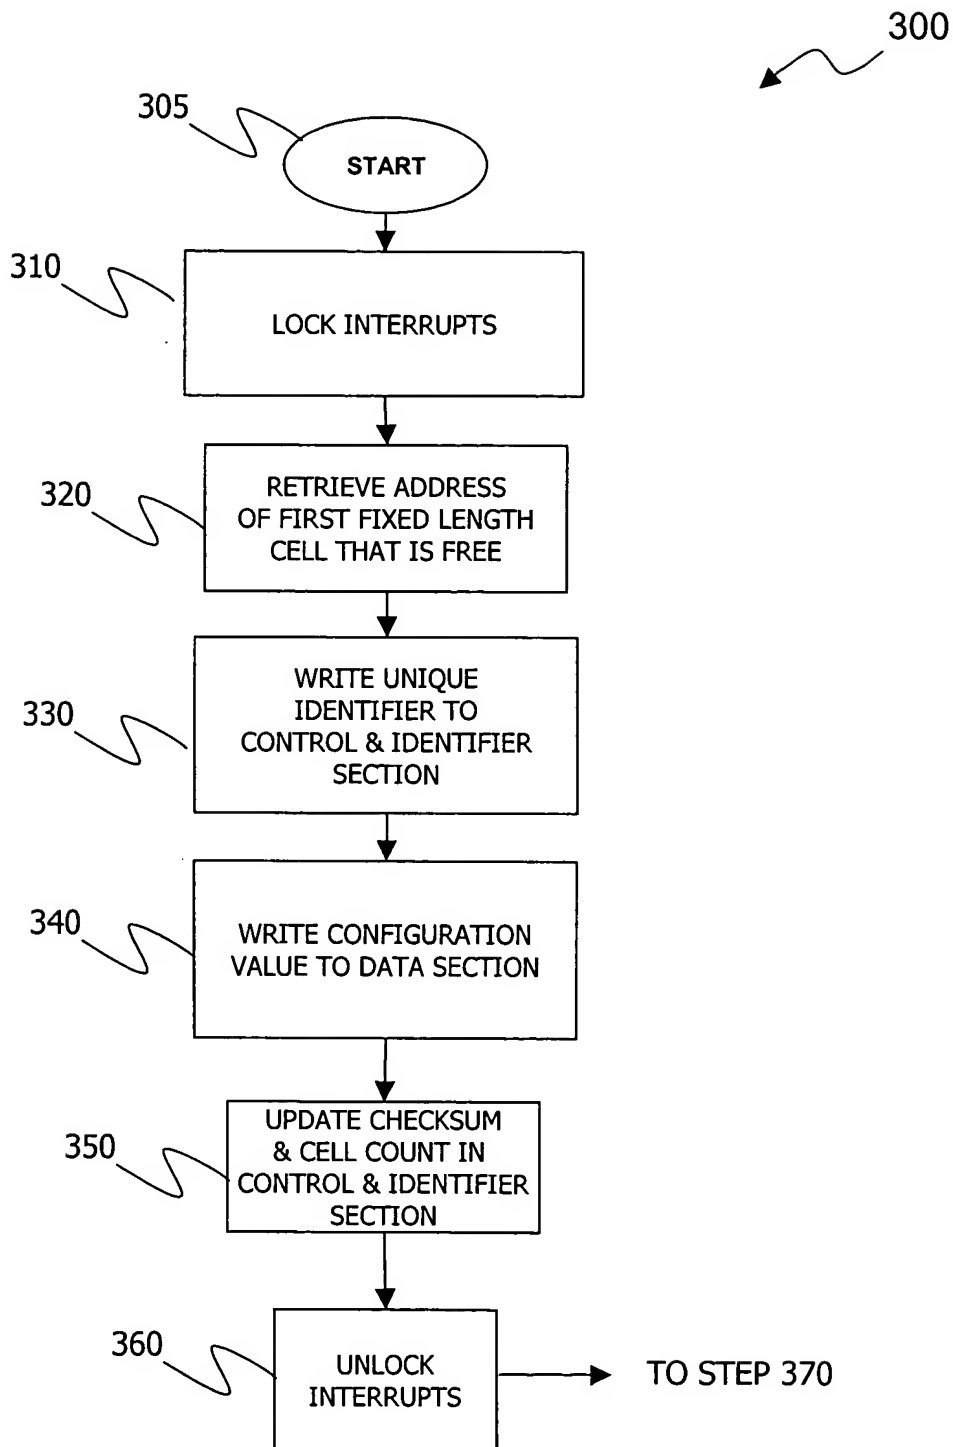 300
305
START
310
LOCK INTERRUPTS
320
RETRIEVE ADDRESS
OF FIRST FIXED LENGTH
CELL THAT IS FREE
330
WRITE UNIQUE
IDENTIFIER TO
CONTROL & IDENTIFIER
SECTION
340
WRITE CONFIGURATION
VALUE TO DATA SECTION
350
UPDATE CHECKSUM
& CELL COUNT IN
CONTROL & IDENTIFIER
SECTION
360
UNLOCK
INTERRUPTS
TO STEP 370